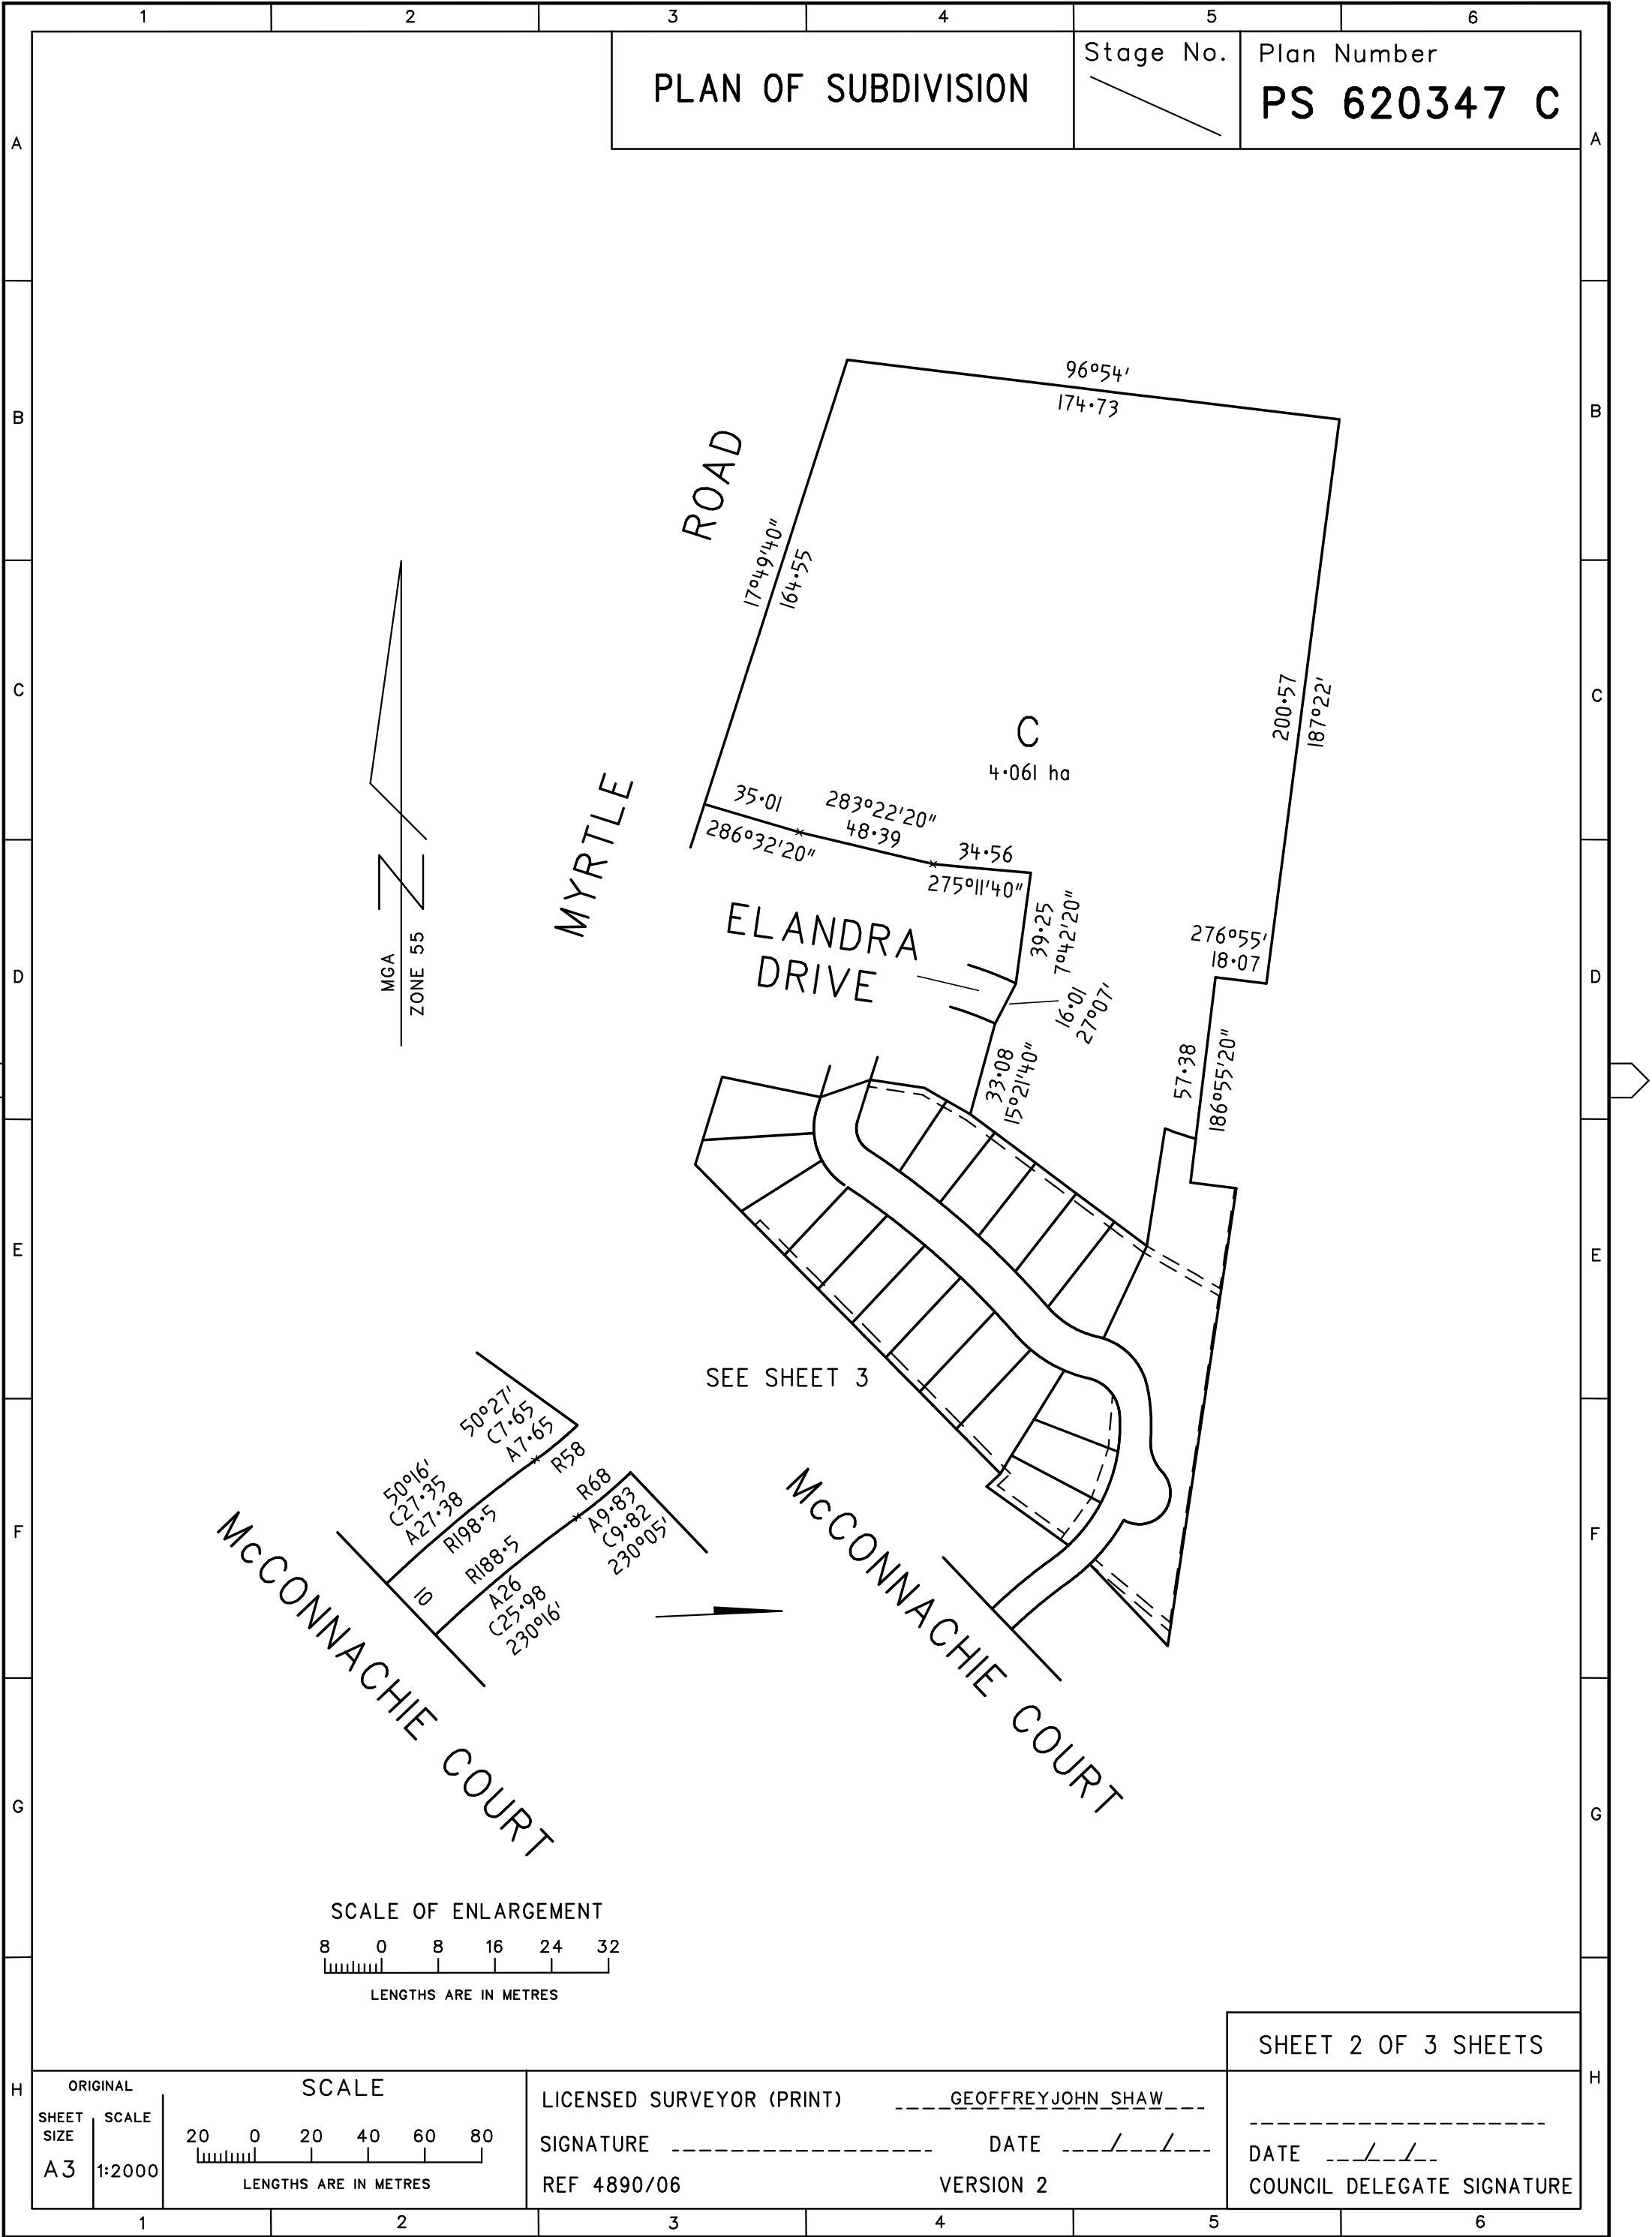 1 2 3 4 5 6
PLAN OF SUBDIVISION
Stage No.
Plan Number
PS 620347 C
A A
B B
C C
D D
E E
F F
G G
H H
96°54'
174·73
ROAD
17°49'40"
164·55
200·57
187°22'
C
4·061 ha
MYRTLE
35·01
286°32'20"
283°22'20"
48·39
34·56
275°11'40"
ELANDRA
DRIVE
39·25
7°42'20"
16·01
27°07'
33·08
15°21'40"
276°55'
18·07
57·38
186°55'20"
MGA
ZONE 55
N
SEE SHEET 3
50°27'
C7·65
A7·65
R58
50°16'
C27·35
A27·38
R198·5
R68
A9·83
C9·82
230°05'
R188·5
A26
C25·98
230°16'
10
McCONNACHIE COURT
McCONNACHIE COURT
SCALE OF ENLARGEMENT
8 0 8 16 24 32
LENGTHS ARE IN METRES
SHEET 2 OF 3 SHEETS
ORIGINAL
SHEET SIZE
A3
SCALE
1:2000
SCALE
20 0 20 40 60 80
LENGTHS ARE IN METRES
LICENSED SURVEYOR (PRINT) GEOFFREY JOHN SHAW
SIGNATURE DATE / /
REF 4890/06 VERSION 2
DATE / /
COUNCIL DELEGATE SIGNATURE
1 2 3 4 5 6